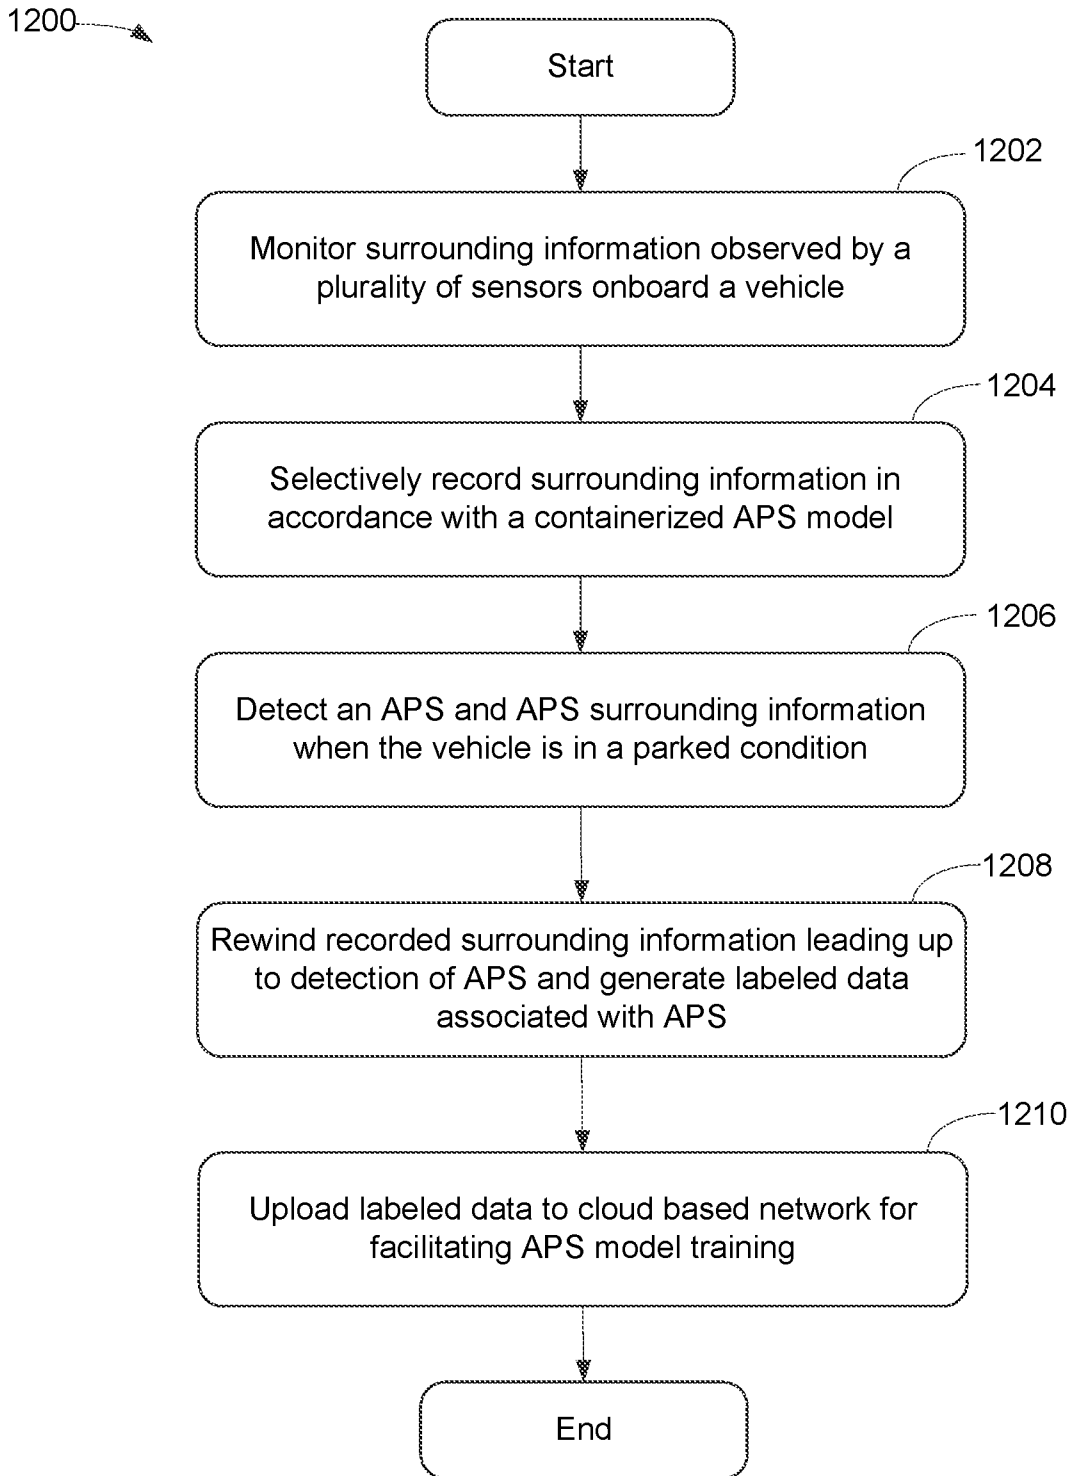 1200
Start
1202
Monitor surrounding information observed by a
plurality of sensors onboard a vehicle
1204
Selectively record surrounding information in
accordance with a containerized APS model
1206
Detect an APS and APS surrounding information
when the vehicle is in a parked condition
1208
Rewind recorded surrounding information leading up
to detection of APS and generate labeled data
associated with APS
1210
Upload labeled data to cloud based network for
facilitating APS model training
End